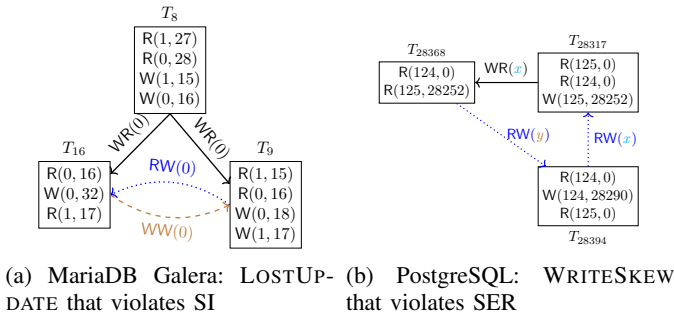 T₈
R(1, 27)
R(0, 28)
W(1, 15)
W(0, 16)
WR(0)
WR(0)
T₁₆
R(0, 16)
W(0, 32)
R(1, 17)
RW(0)
WW(0)
T₉
R(1, 15)
R(0, 16)
W(0, 18)
W(1, 17)
(a) MariaDB Galera: LOSTUP-
DATE that violates SI
T₂₈₃₆₈
R(124, 0)
R(125, 28252)
WR(x)
T₂₈₃₁₇
R(125, 0)
R(124, 0)
W(125, 28252)
RW(y)
RW(x)
R(124, 0)
W(124, 28290)
R(125, 0)
T₂₈₃₉₄
(b) PostgreSQL: WRITESKEW
that violates SER